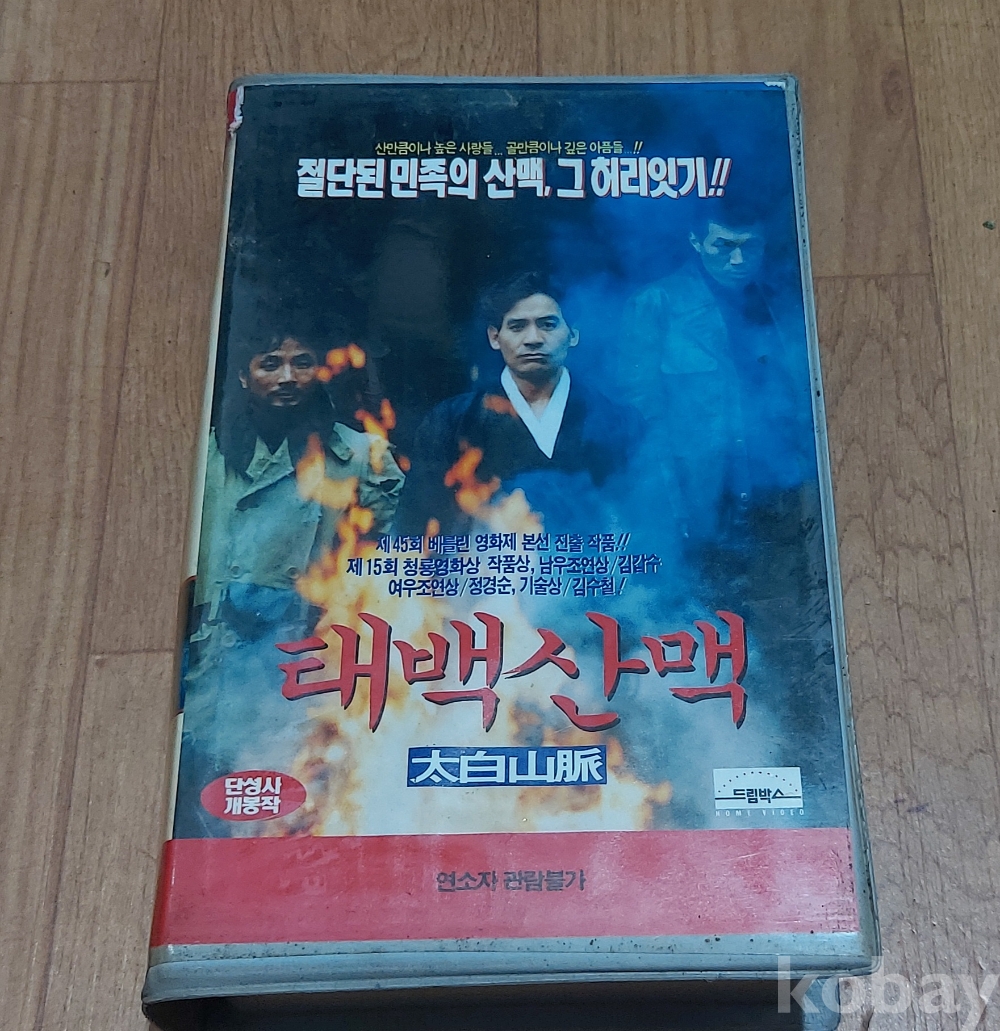 산만큼이나 높은 사랑들... 골만큼이나 깊은 아픔들...!!
절단된 민족의 산맥, 그 허리잇기!!
제45회 베를린 영화제 본선 진출 작품!!
제15회 청룡영화상 작품상, 남우조연상/김갑수
여우조연상/정경순, 기술상/김수철!
태백산맥
太白山脈
단성사
개봉작
드림박스
HOME VIDEO
연소자 관람불가
kobay